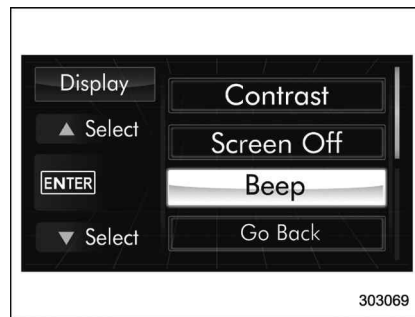 Display
▲ Select
ENTER
▼ Select
Contrast
Screen Off
Beep
Go Back
303069